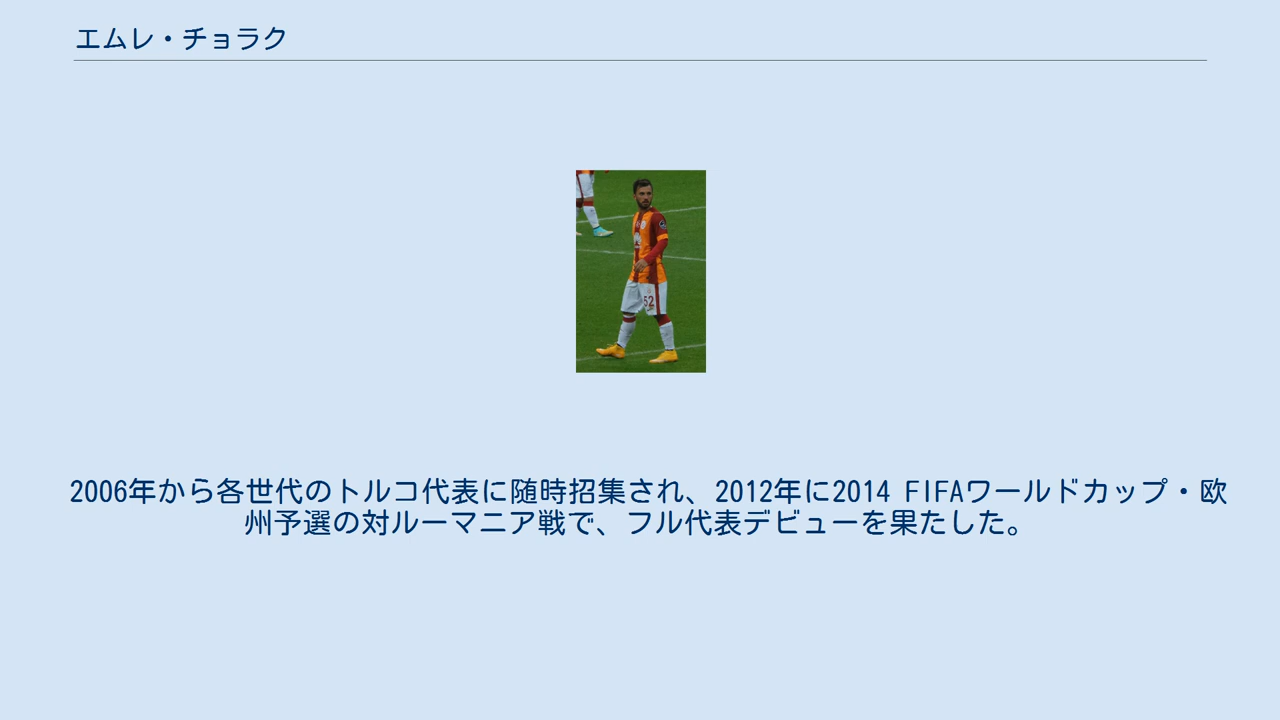 エムレ・チョラク
52
2006年から各世代のトルコ代表に随時招集され、2012年に2014 FIFAワールドカップ・欧
州予選の対ルーマニア戦で、フル代表デビューを果たした。